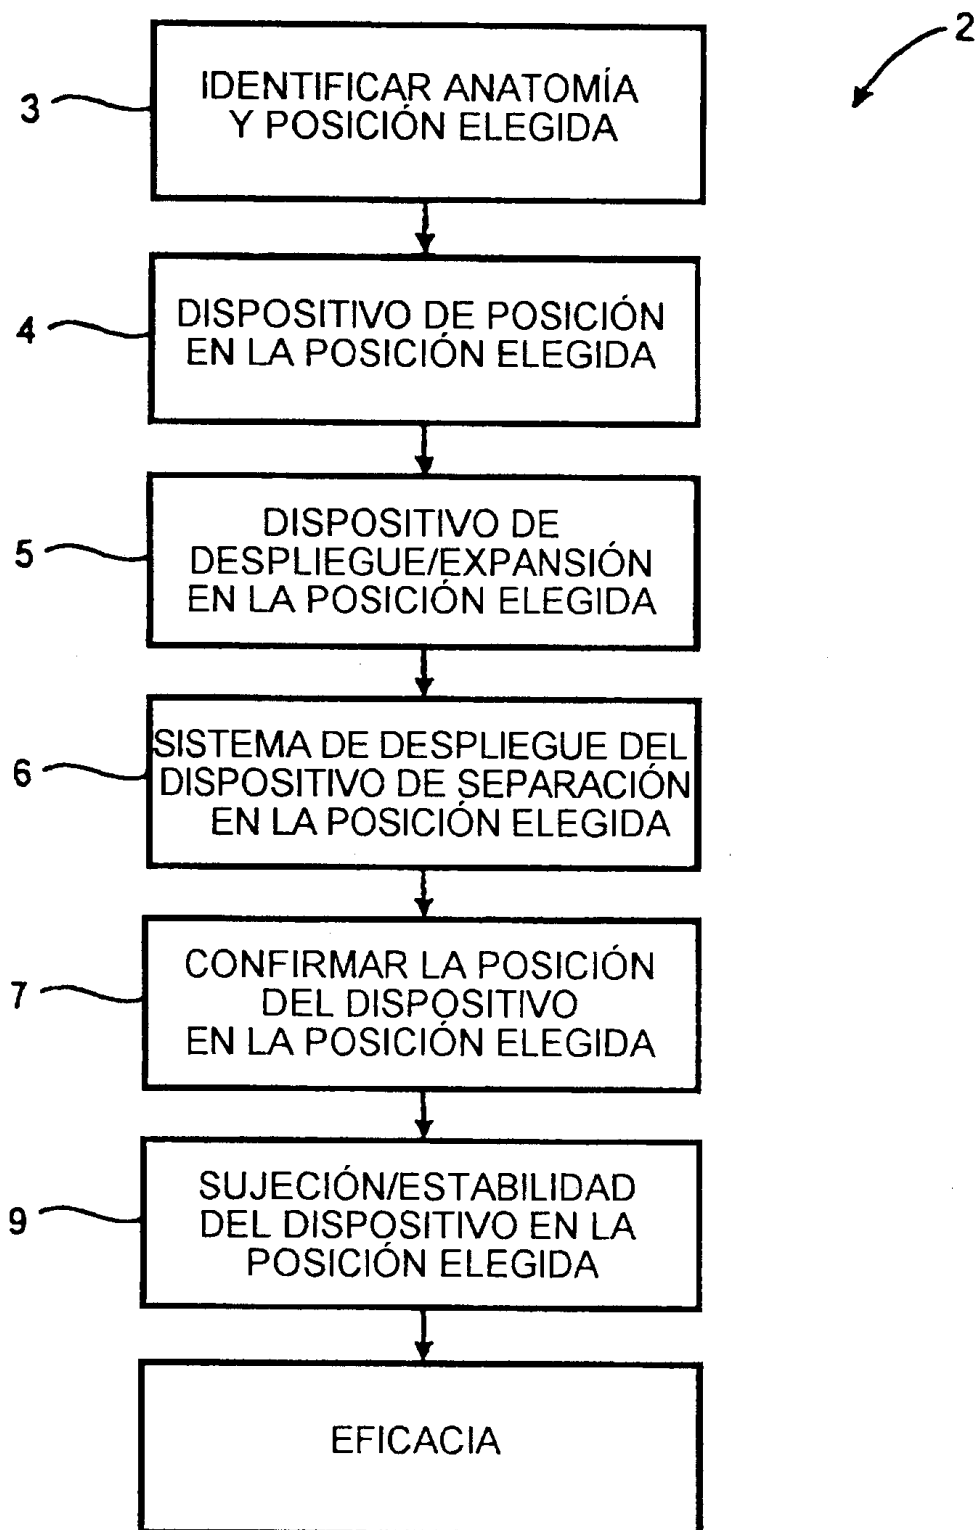 2
3
IDENTIFICAR ANATOMÍA
Y POSICIÓN ELEGIDA
4
DISPOSITIVO DE POSICIÓN
EN LA POSICIÓN ELEGIDA
5
DISPOSITIVO DE
DESPLIEGUE/EXPANSIÓN
EN LA POSICIÓN ELEGIDA
6
SISTEMA DE DESPLIEGUE DEL
DISPOSITIVO DE SEPARACIÓN
EN LA POSICIÓN ELEGIDA
7
CONFIRMAR LA POSICIÓN
DEL DISPOSITIVO
EN LA POSICIÓN ELEGIDA
9
SUJECIÓN/ESTABILIDAD
DEL DISPOSITIVO EN LA
POSICIÓN ELEGIDA
EFICACIA